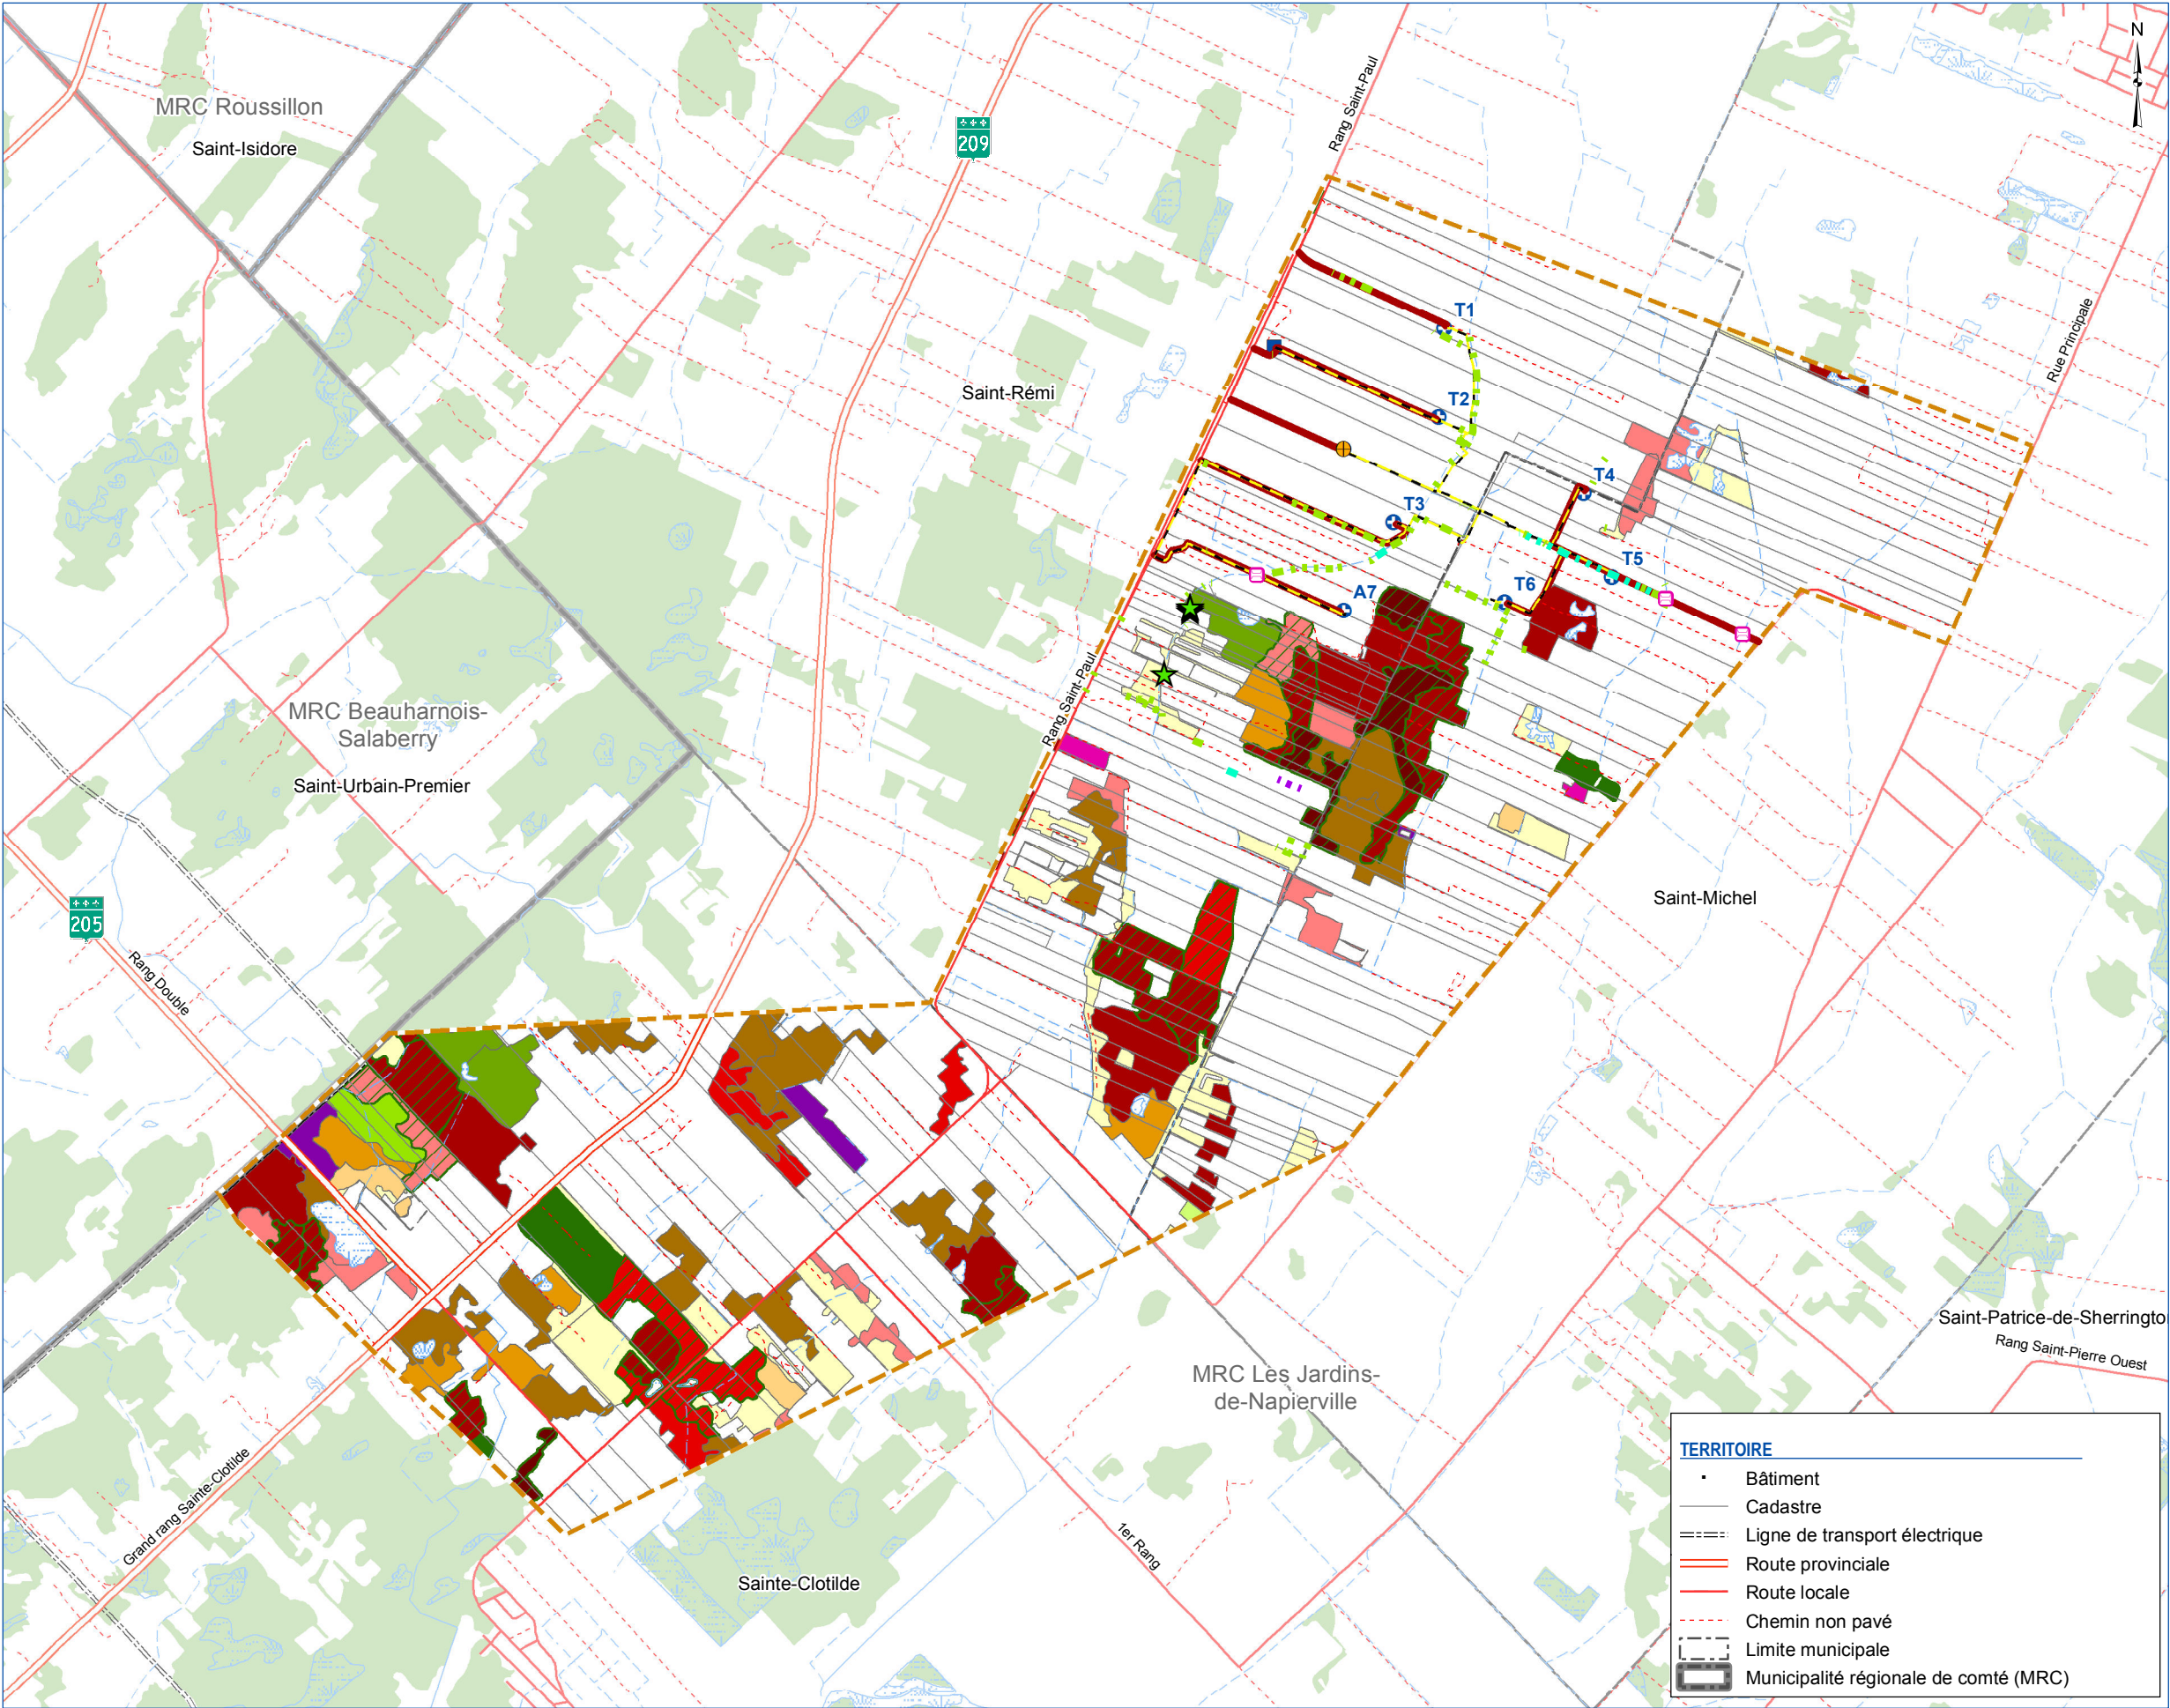 N
MRC Roussillon
Saint-Isidore
209
Rang Saint-Paul
Rue Principale
T1
Saint-Rémi
T2
T4
T3
T5
T6
A7
Rang Saint-Paul
MRC Beauharnois-
Salaberry
Saint-Urbain-Premier
205
Saint-Michel
Rang Double
Saint-Patrice-de-Sherringto
Rang Saint-Pierre Ouest
MRC Les Jardins-
de-Napierville
Grand rang Sainte-Clotilde
1er Rang
Sainte-Clotilde
TERRITOIRE
Bâtiment
Cadastre
Ligne de transport électrique
Route provinciale
Route locale
Chemin non pavé
Limite municipale
Municipalité régionale de comté (MRC)